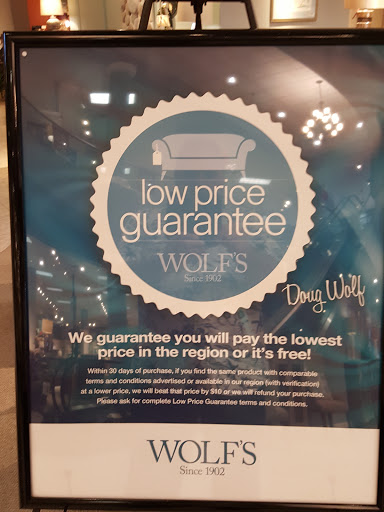 low price
guarantee
WOLF'S
Since 1902
Doug Wolf
We guarantee you will pay the lowest
price in the region or it's free!
Within 30 days of purchase, if you find the same product with comparable
terms and conditions advertised or available in our region (with verification)
at a lower price, we will beat that price by $10 or we will refund your purchase.
Please ask for complete Low Price Guarantee terms and conditions.
WOLF'S
Since 1902